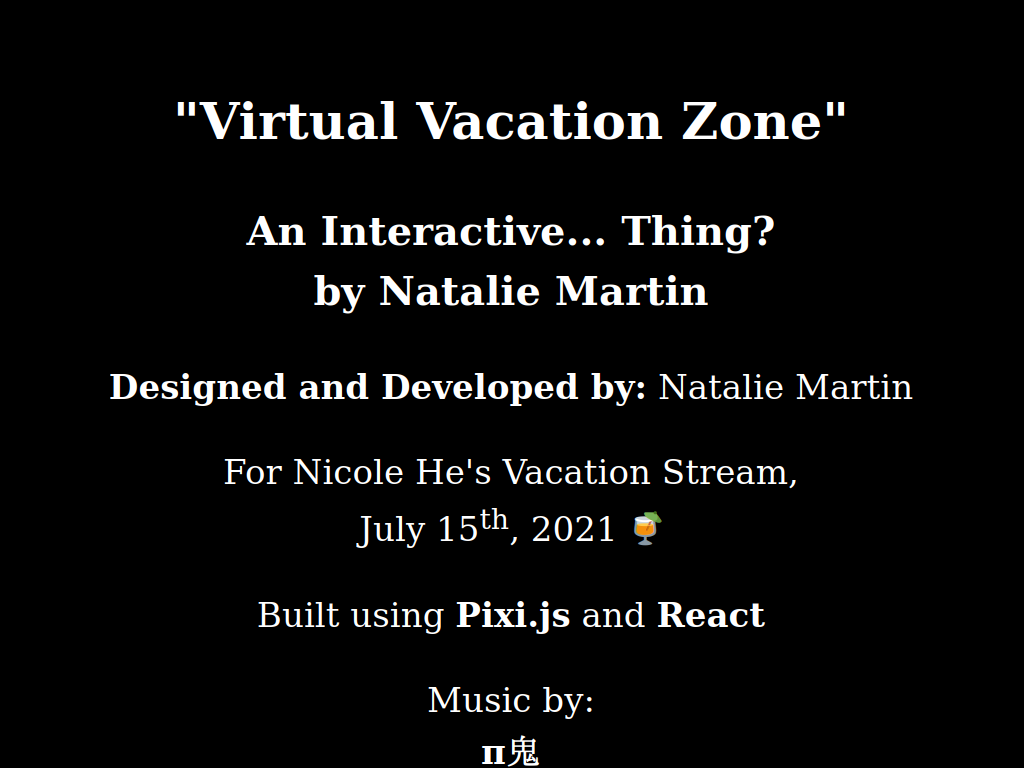 "Virtual Vacation Zone"
An Interactive... Thing?
by Natalie Martin
Designed and Developed by: Natalie Martin
For Nicole He's Vacation Stream,
July 15th, 2021 🍹
Built using Pixi.js and React
Music by:
π鬼